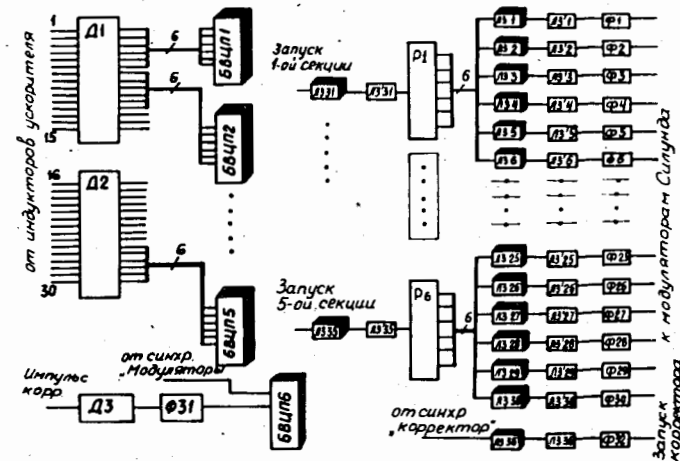 1
15
от индукторов ускорителя
Д1
6
6
БВЦП1
БВЦП2
16
30
Д2
6
БВЦП5
Импульс
корр.
Д3
Ф31
от синхр.
„Модуляторы"
БВЦП6
Запуск
1-ой секции
ЛЗ31
ЛЗ'31
Р1
6
ЛЗ1 ЛЗ'1 Ф1
ЛЗ2 ЛЗ'2 Ф2
ЛЗ3 ЛЗ'3 Ф3
ЛЗ4 ЛЗ'4 Ф4
ЛЗ5 ЛЗ'5 Ф5
ЛЗ6 ЛЗ'6 Ф6
Запуск
5-ой секции
ЛЗ35
ЛЗ'35
6
ЛЗ25 ЛЗ'25 Ф25
ЛЗ26 ЛЗ'26 Ф26
ЛЗ27 ЛЗ'27 Ф27
ЛЗ28 ЛЗ'28 Ф28
ЛЗ29 ЛЗ'29 Ф29
ЛЗ30 ЛЗ'30 Ф30
от синхр
„корректор"
ЛЗ36 Ф32
к модуляторам Силунда
Запуск
корректора